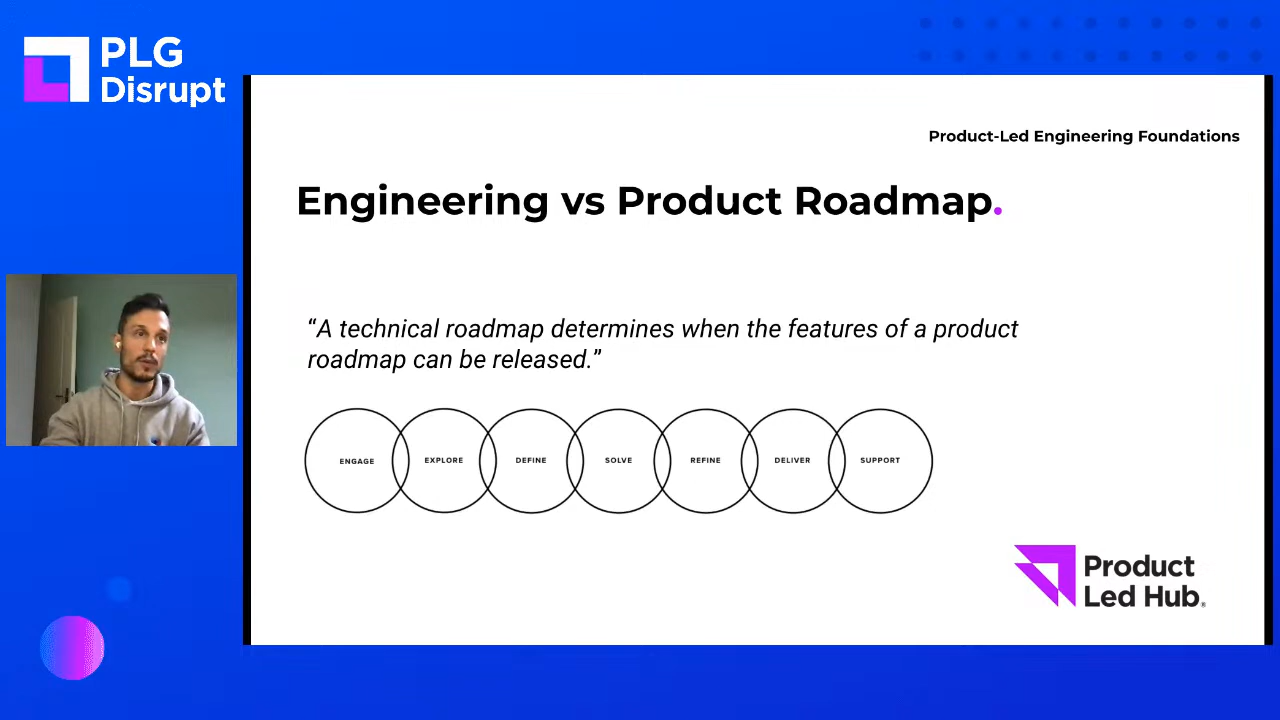 PLG
Disrupt
Product-Led Engineering Foundations
Engineering vs Product Roadmap.
“A technical roadmap determines when the features of a product
roadmap can be released.”
ENGAGE EXPLORE DEFINE SOLVE REFINE DELIVER SUPPORT
Product
Led Hub®